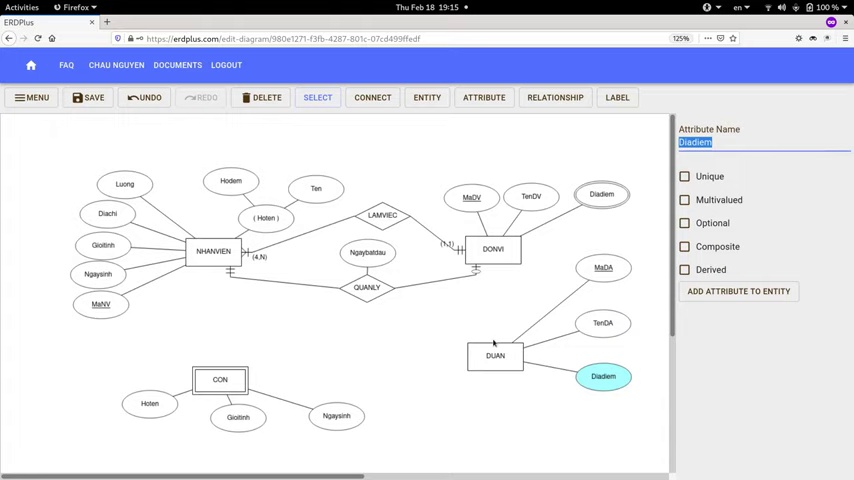 Activities
Firefox
Thu Feb 18 19:15
en
100 %
ERDPlus
https://erdplus.com/edit-diagram/980e1271-f3fb-4287-801c-07cd499ffedf
125%
FAQ
CHAU NGUYEN
DOCUMENTS
LOGOUT
MENU
SAVE
UNDO
REDO
DELETE
SELECT
CONNECT
ENTITY
ATTRIBUTE
RELATIONSHIP
LABEL
Attribute Name
Diadiem
Unique
Multivalued
Optional
Composite
Derived
ADD ATTRIBUTE TO ENTITY
Luong
Hodem
Ten
Diachi
( Hoten )
LAMVIEC
MaDV
TenDV
Diadiem
Gioitinh
NHANVIEN
(4,N)
Ngaybatdau
(1,1)
DONVI
Ngaysinh
MaNV
QUANLY
MaDA
TenDA
DUAN
Diadiem
CON
Hoten
Gioitinh
Ngaysinh